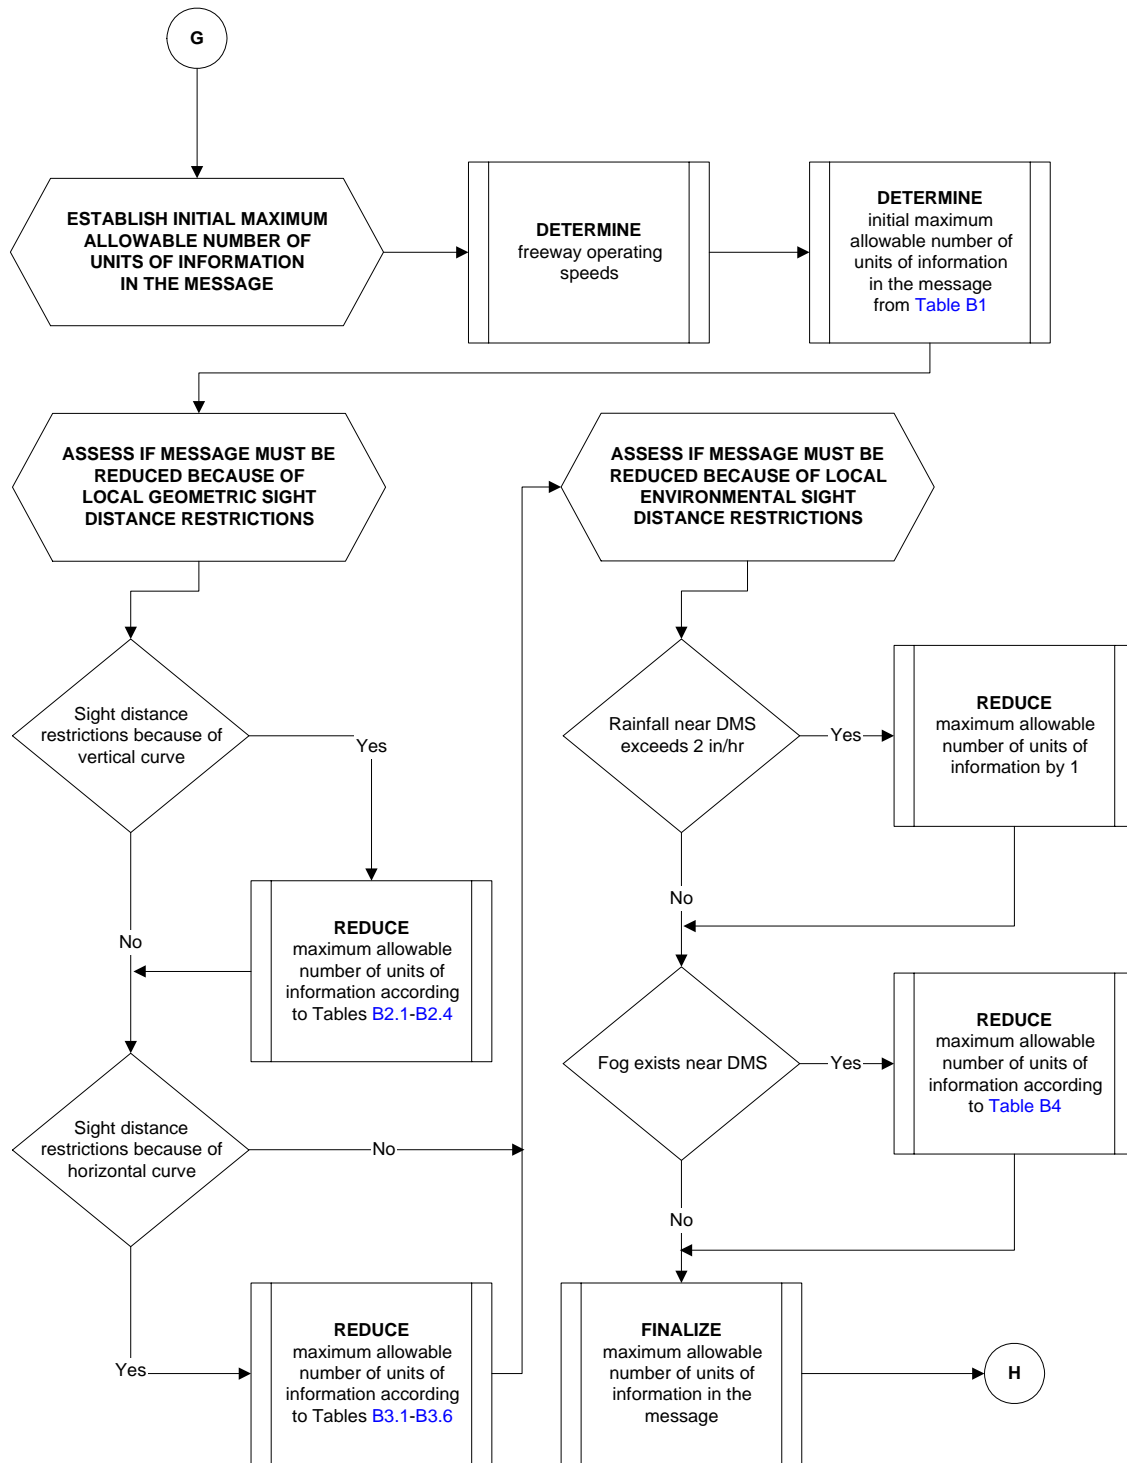 G
ESTABLISH INITIAL MAXIMUM
ALLOWABLE NUMBER OF
UNITS OF INFORMATION
IN THE MESSAGE
DETERMINE
freeway operating
speeds
DETERMINE
initial maximum
allowable number of
units of information
in the message
from Table B1
ASSESS IF MESSAGE MUST BE
REDUCED BECAUSE OF
LOCAL GEOMETRIC SIGHT
DISTANCE RESTRICTIONS
Sight distance
restrictions because of
vertical curve
Yes
No
REDUCE
maximum allowable
number of units of
information according
to Tables B2.1-B2.4
Sight distance
restrictions because of
horizontal curve
No
Yes
REDUCE
maximum allowable
number of units of
information according
to Tables B3.1-B3.6
ASSESS IF MESSAGE MUST BE
REDUCED BECAUSE OF LOCAL
ENVIRONMENTAL SIGHT
DISTANCE RESTRICTIONS
Rainfall near DMS
exceeds 2 in/hr
Yes
REDUCE
maximum allowable
number of units of
information by 1
No
Fog exists near DMS
Yes
REDUCE
maximum allowable
number of units of
information according
to Table B4
No
FINALIZE
maximum allowable
number of units of
information in the
message
H